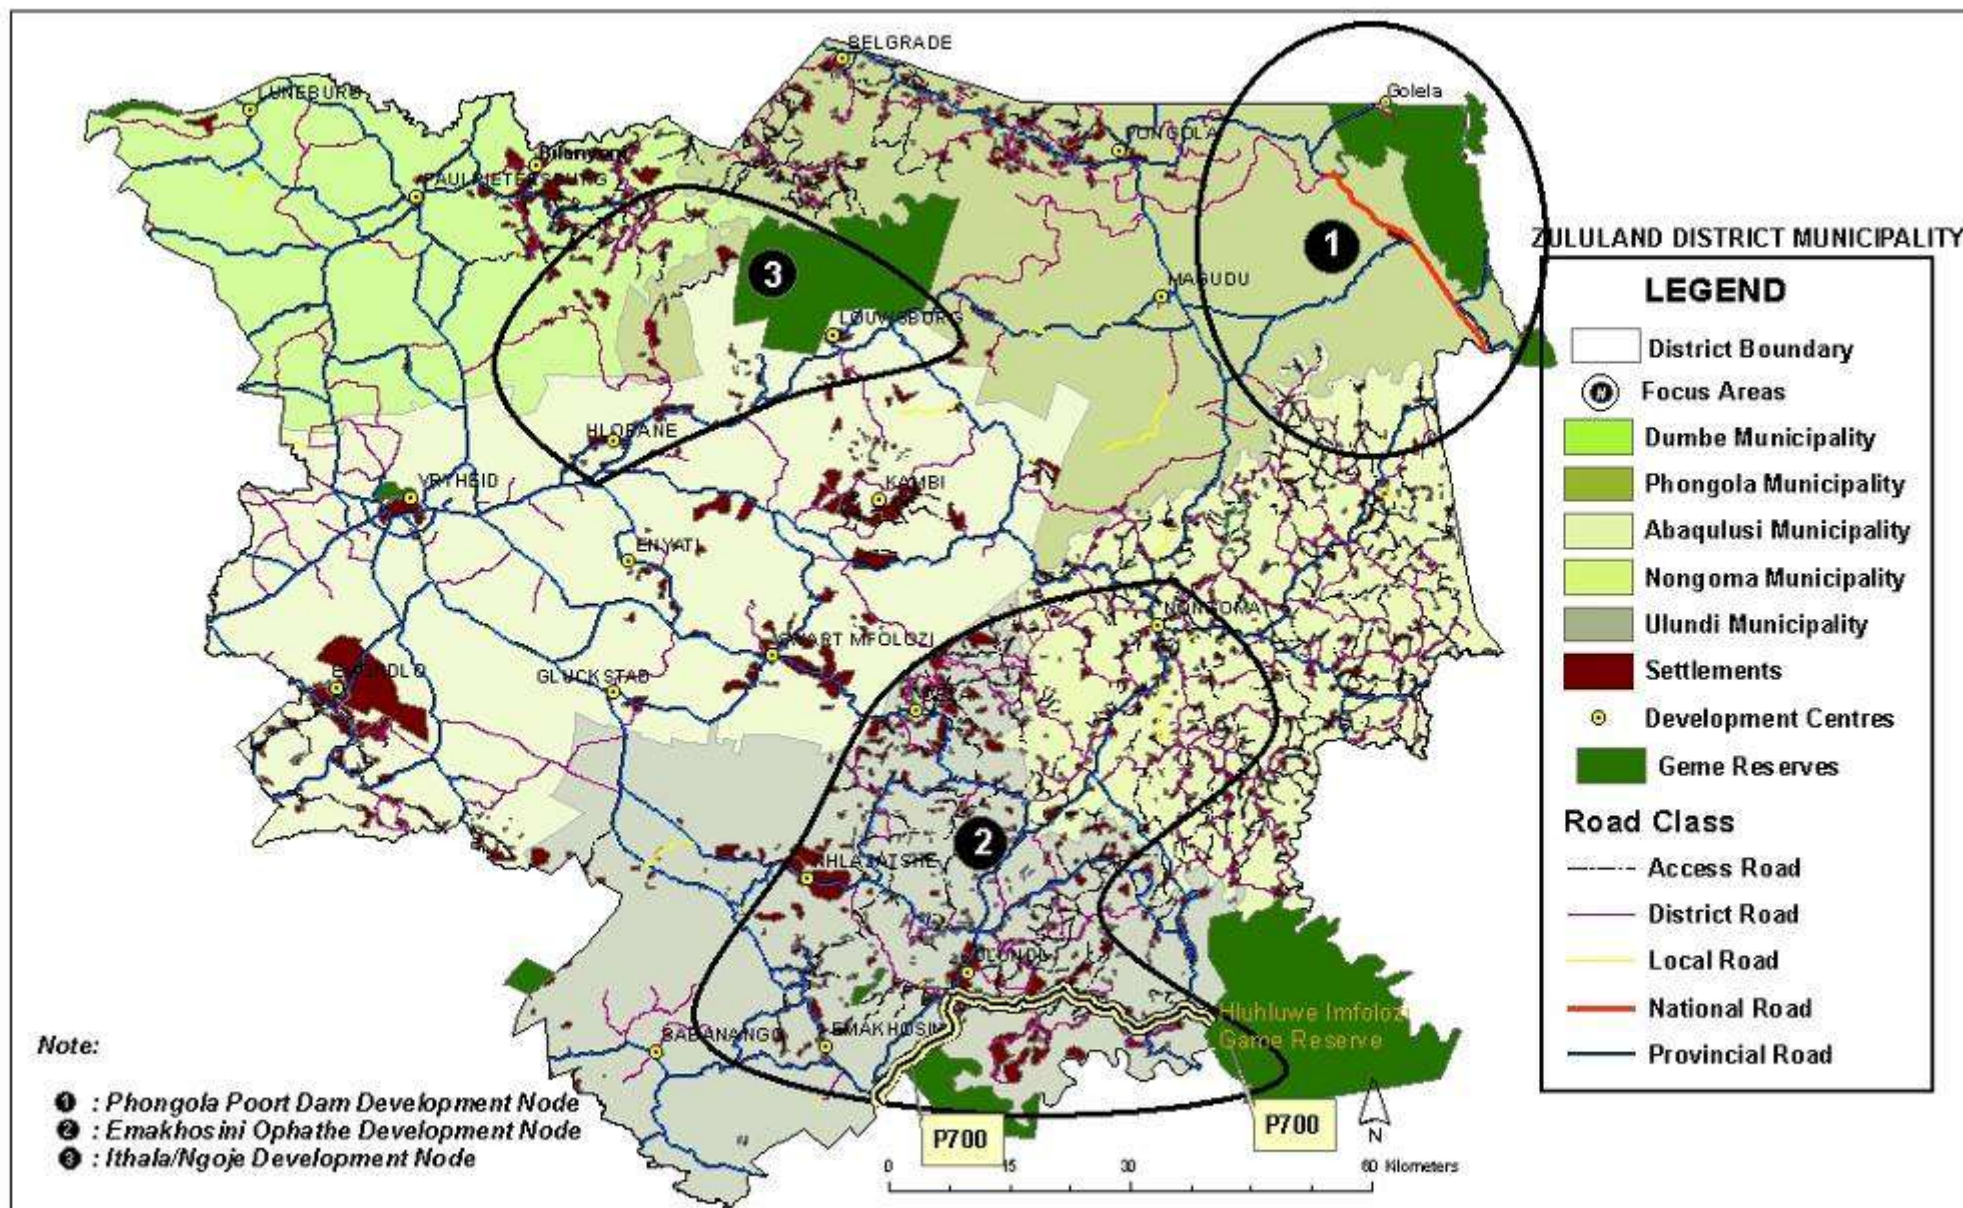 BELGRADE
Golela
LUNEBURG
PONGOLA
Bilanyoni
PAULPIETERSBURG
1
ZULULAND DISTRICT MUNICIPALITY
3
LEGEND
MAGUDU
LOUWSBURG
District Boundary
N
Focus Areas
HLOBANE
Dumbe Municipality
VRYHEID
KAMBI
Phongola Municipality
Abaqulusi Municipality
ENYATI
Nongoma Municipality
NONGOMA
Ulundi Municipality
SWART MFOLOZI
Settlements
GLUCKSTAD
Development Centres
Geme Reserves
Road Class
2
Access Road
District Road
ULUNDI
Local Road
Hluhluwe Imfolozi
Game Reserve
National Road
BABANANGO
EMAKHOSINI
Provincial Road
Note:
1 : Phongola Poort Dam Development Node
2 : Emakhosini Ophathe Development Node
3 : Ithala/Ngoje Development Node
P700
P700
N
0 15 30 60 Kilometers